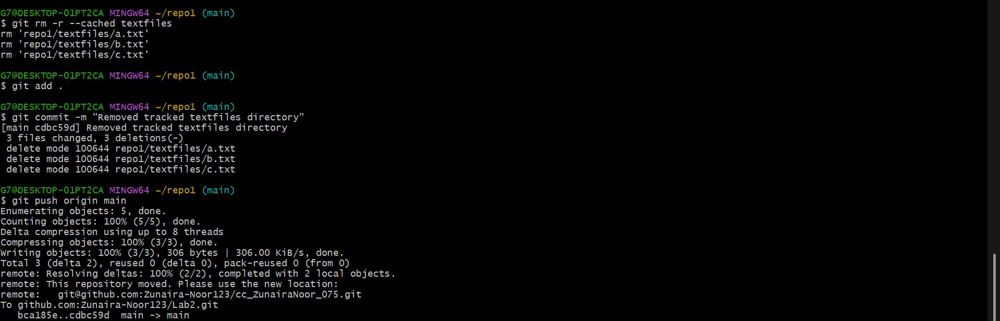 G7@DESKTOP-01PT2CA MINGW64 ~/repo1 (main)
$ git rm -r --cached textfiles
rm 'repo1/textfiles/a.txt'
rm 'repo1/textfiles/b.txt'
rm 'repo1/textfiles/c.txt'
G7@DESKTOP-01PT2CA MINGW64 ~/repo1 (main)
$ git add .
G7@DESKTOP-01PT2CA MINGW64 ~/repo1 (main)
$ git commit -m "Removed tracked textfiles directory"
[main cdbc59d] Removed tracked textfiles directory
 3 files changed, 3 deletions(-)
 delete mode 100644 repo1/textfiles/a.txt
 delete mode 100644 repo1/textfiles/b.txt
 delete mode 100644 repo1/textfiles/c.txt
G7@DESKTOP-01PT2CA MINGW64 ~/repo1 (main)
$ git push origin main
Enumerating objects: 5, done.
Counting objects: 100% (5/5), done.
Delta compression using up to 8 threads
Compressing objects: 100% (3/3), done.
Writing objects: 100% (3/3), 306 bytes | 306.00 KiB/s, done.
Total 3 (delta 2), reused 0 (delta 0), pack-reused 0 (from 0)
remote: Resolving deltas: 100% (2/2), completed with 2 local objects.
remote: This repository moved. Please use the new location:
remote:   git@github.com:Zunaira-Noor123/cc_ZunairaNoor_075.git
To github.com:Zunaira-Noor123/Lab2.git
   bca185e..cdbc59d  main -> main